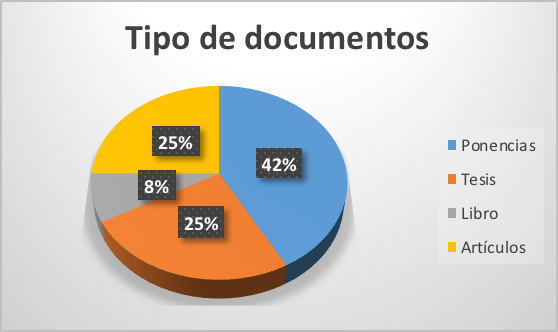 Tipo de documentos
25%
42%
8%
25%
Ponencias
Tesis
Libro
Artículos